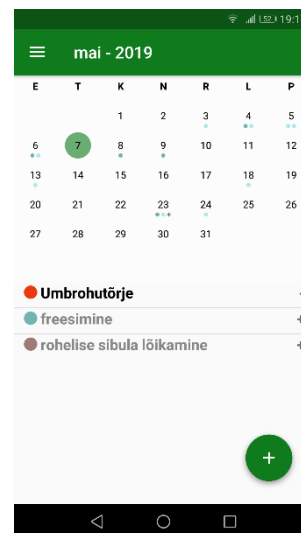 52 19:1
mai - 2019
E T K N R L P
1 2 3 4 5
6 7 8 9 10 11 12
13 14 15 16 17 18 19
20 21 22 23 24 25 26
27 28 29 30 31
Umbrohutõrje
freesimine
rohelise sibula lõikamine
+